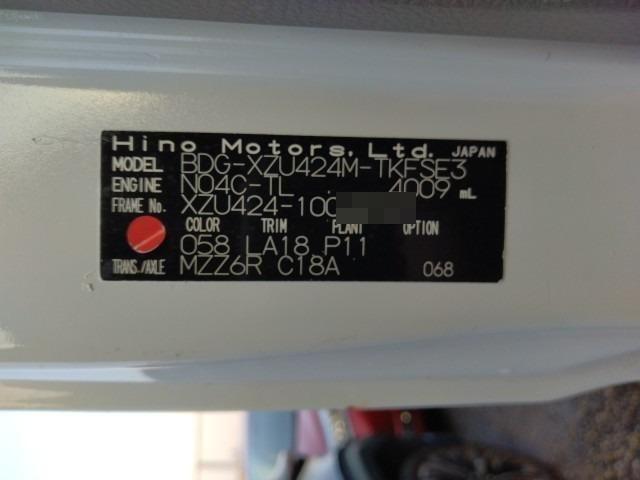 Hino Motors, Ltd. JAPAN
MODEL BDG-XZU424M-TKFSE3
ENGINE N04C-TL 4009 mL
FRAME No. XZU424-100
COLOR TRIM PLANT OPTION
058 LA18 P11
TRANS./AXLE MZZ6R C18A 068